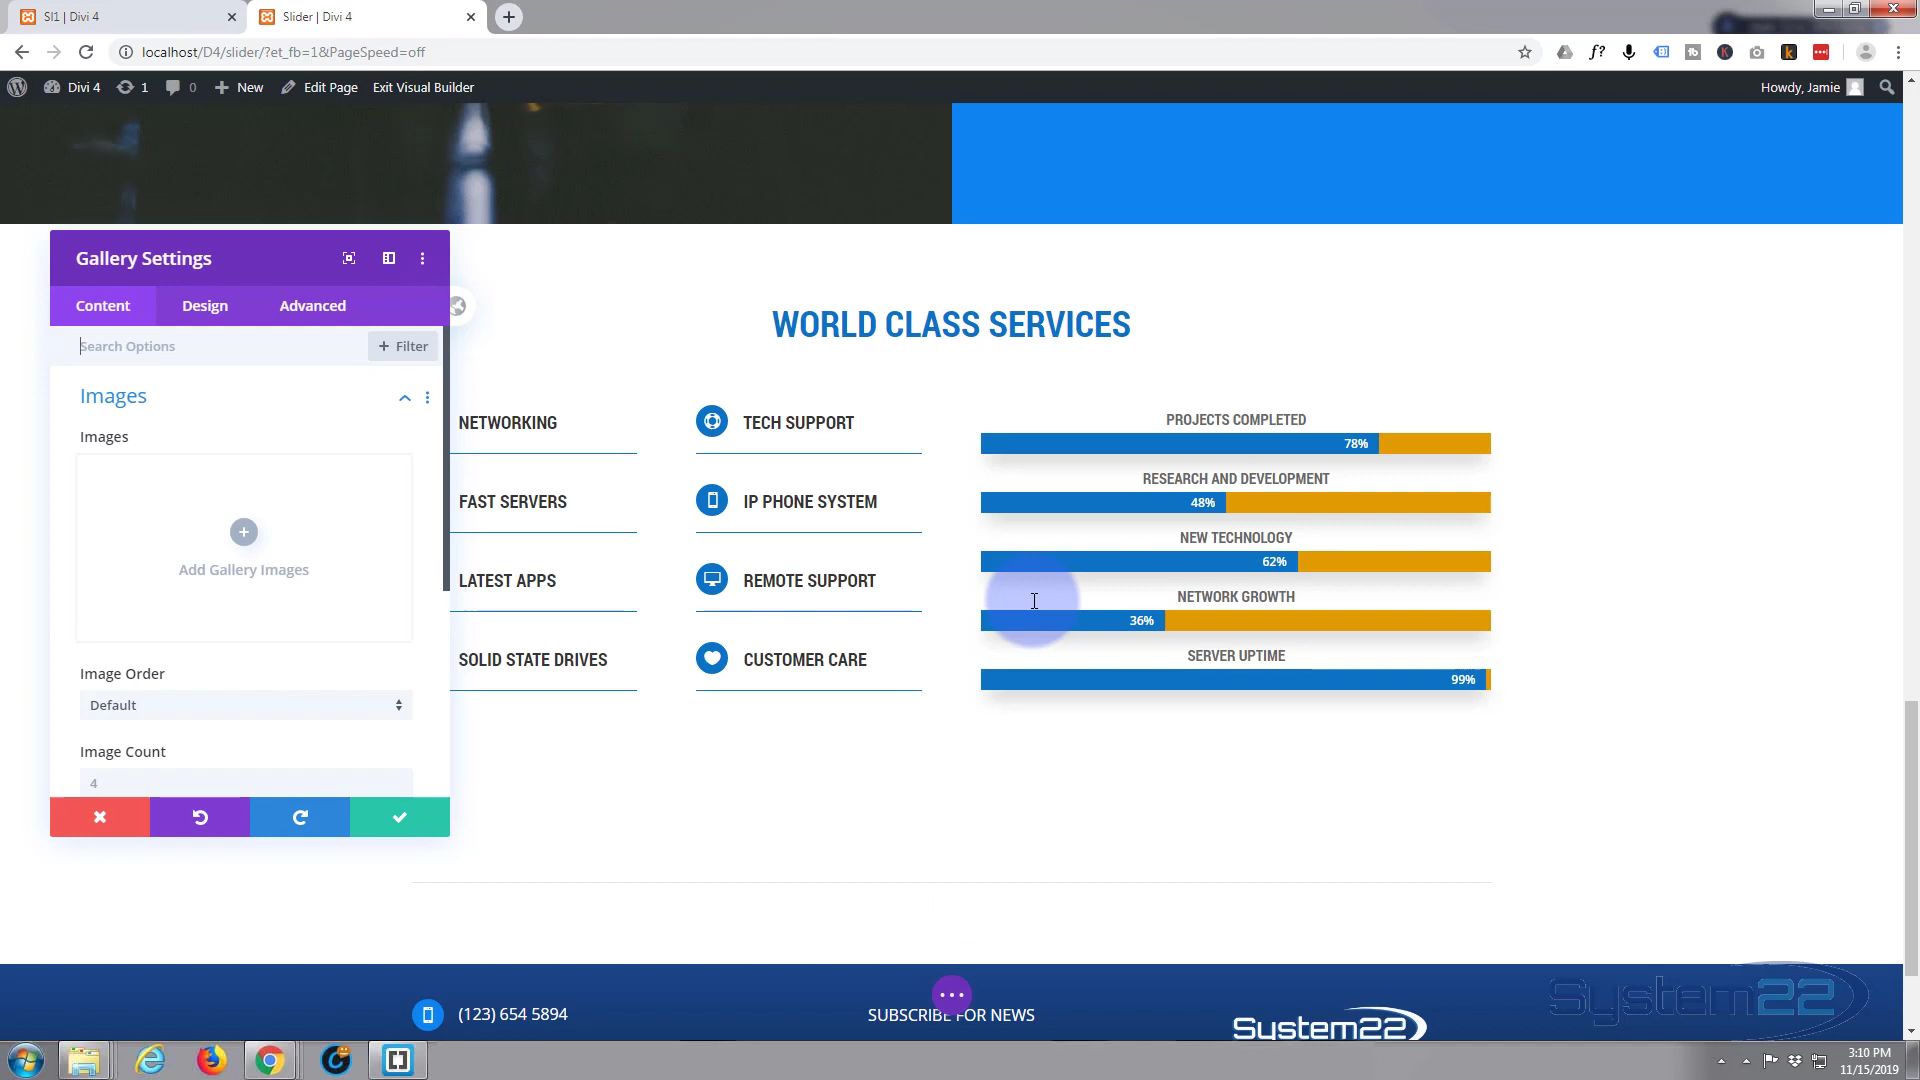 SI1 | Divi 4
Slider | Divi 4
localhost/D4/slider/?et_fb=1&PageSpeed=off
Divi 4
1
0
New
Edit Page
Exit Visual Builder
Howdy, Jamie
Gallery Settings
Content
Design
Advanced
Search Options
+ Filter
Images
Images
Add Gallery Images
Image Order
Default
Image Count
4
WORLD CLASS SERVICES
NETWORKING
FAST SERVERS
LATEST APPS
SOLID STATE DRIVES
TECH SUPPORT
IP PHONE SYSTEM
REMOTE SUPPORT
CUSTOMER CARE
PROJECTS COMPLETED
78%
RESEARCH AND DEVELOPMENT
48%
NEW TECHNOLOGY
62%
NETWORK GROWTH
36%
SERVER UPTIME
99%
(123) 654 5894
SUBSCRIBE FOR NEWS
System22
System22
3:10 PM
11/15/2019